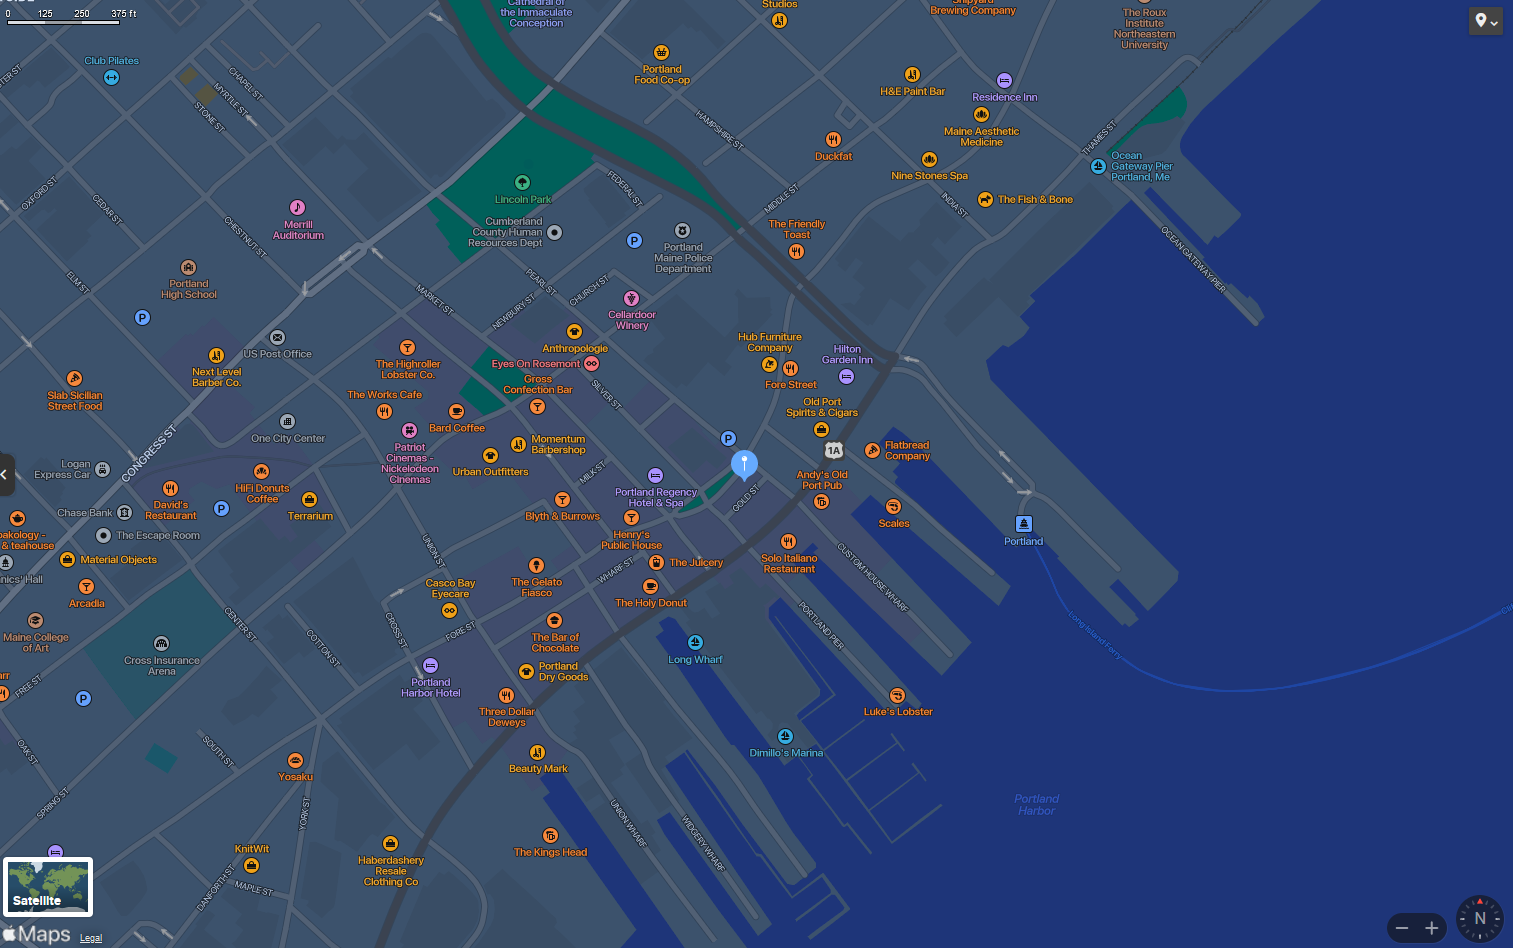 0 125 250 375 ft
Cathedral of
the Immaculate
Conception
Studios
Shipyard
Brewing Company
The Roux
Institute
Northeastern
University
Club Pilates
Portland
Food Co-op
H&E Paint Bar
Residence Inn
CHAPEL ST
MYRTLE ST
STONE ST
HAMPSHIRE ST
Maine Aesthetic
Medicine
THAMES ST
Duckfat
Nine Stones Spa
Ocean
Gateway Pier
Portland, Me
OXFORD ST
CEDAR ST
Lincoln Park
FEDERAL ST
MIDDLE ST
INDIA ST
The Fish & Bone
CHESTNUT ST
Merrill
Auditorium
Cumberland
County Human
Resources Dept
P
Portland
Maine Police
Department
The Friendly
Toast
OCEAN GATEWAY PIER
ELM ST
Portland
High School
PEARL ST
CHURCH ST
MARKET ST
NEWBURY ST
Cellardoor
Winery
P
US Post Office
Anthropologie
Hub Furniture
Company
Hilton
Garden Inn
Next Level
Barber Co.
The Highroller
Lobster Co.
Eyes On Rosemont
Gross
Confection Bar
SILVER ST
Fore Street
Slab Sicilian
Street Food
The Works Cafe
Old Port
Spirits & Cigars
One City Center
Bard Coffee
CONGRESS ST
Patriot
Cinemas -
Nickelodeon
Cinemas
Momentum
Barbershop
Urban Outfitters
P
1A
Flatbread
Company
Logan
Express Car
HiFi Donuts
Coffee
MILK ST
Portland Regency
Hotel & Spa
GOLD ST
Andy's Old
Port Pub
David's
Restaurant
P
Terrarium
Chase Bank
Blyth & Burrows
Scales
The Escape Room
Henry's
Public House
Portland
& teahouse
Material Objects
UNION ST
WHARF ST
The Juicery
Solo Italiano
Restaurant
CUSTOM HOUSE WHARF
Arcadia
Casco Bay
Eyecare
The Gelato
Fiasco
The Holy Donut
PORTLAND PIER
Long Island Ferry
Maine College
of Art
CENTER ST
COTTON ST
CROSS ST
FORE ST
The Bar of
Chocolate
Cross Insurance
Arena
Long Wharf
FREE ST
P
Portland
Harbor Hotel
Portland
Dry Goods
Three Dollar
Deweys
Luke's Lobster
OAK ST
SOUTH ST
Dimillo's Marina
Yosaku
Beauty Mark
SPRING ST
YORK ST
UNION WHARF
WIDGERY WHARF
Portland
Harbor
KnitWit
Haberdashery
Resale
Clothing Co
The Kings Head
DANFORTH ST
MAPLE ST
Satellite
Maps
Legal
N